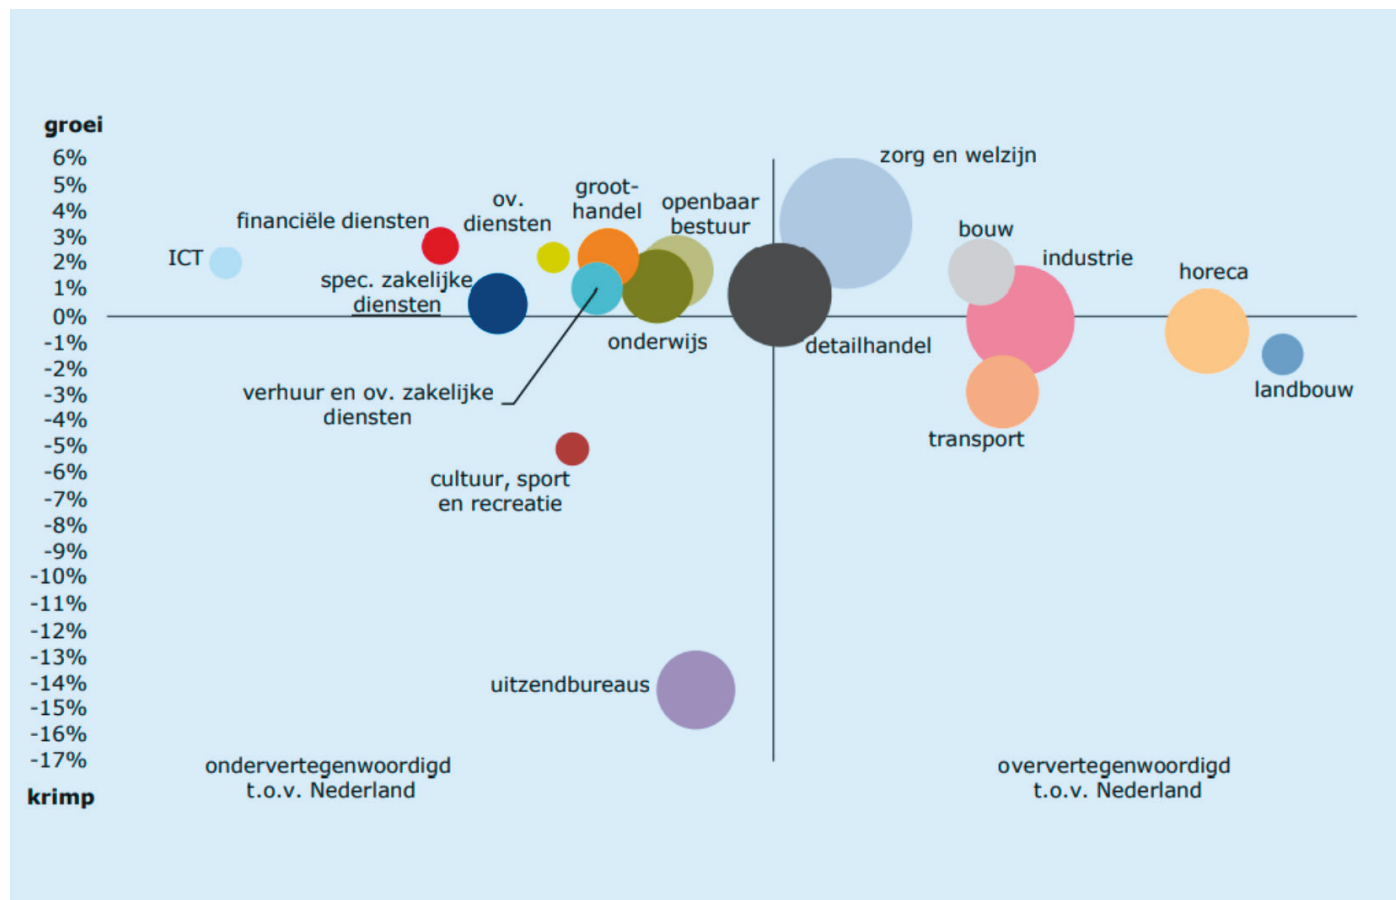 groei
6%
5%
4%
3%
2%
1%
0%
-1%
-2%
-3%
-4%
-5%
-6%
-7%
-8%
-9%
-10%
-11%
-12%
-13%
-14%
-15%
-16%
-17%
krimp
ICT
financiële diensten
spec. zakelijke
diensten
ov.
diensten
groot-
handel
openbaar
bestuur
zorg en welzijn
bouw
industrie
horeca
landbouw
onderwijs
detailhandel
transport
verhuur en ov. zakelijke
diensten
cultuur, sport
en recreatie
uitzendbureaus
ondervertegenwoordigd
t.o.v. Nederland
oververtegenwoordigd
t.o.v. Nederland